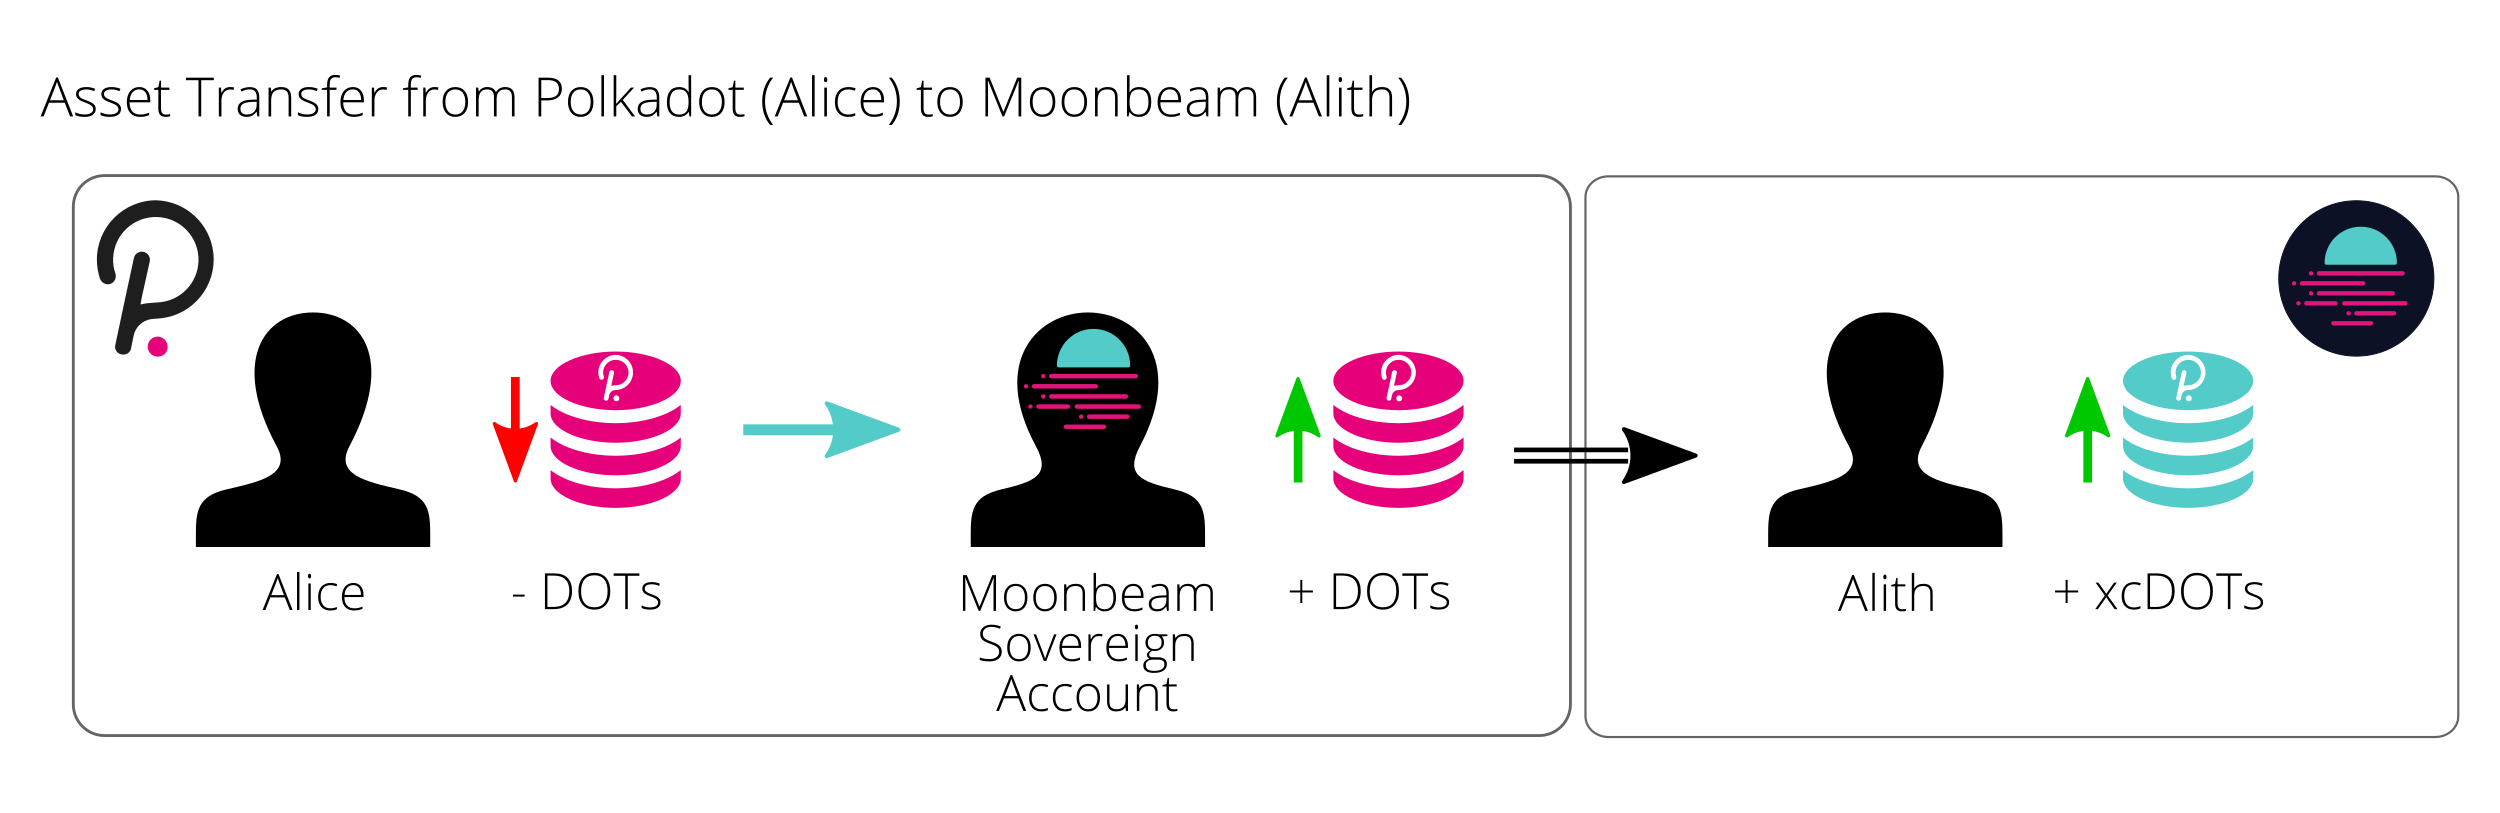 Asset Transfer from Polkadot (Alice) to Moonbeam (Alith)
Alice
- DOTs
Moonbeam
Sovereign
Account
+ DOTs
Alith
+ xcDOTs